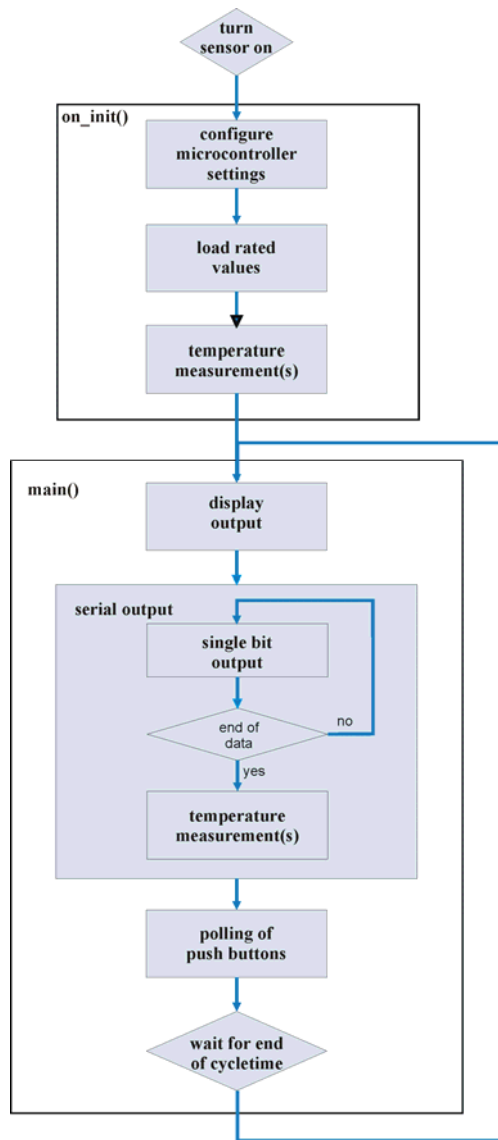 turn
sensor on
on_init()
configure
microcontroller
settings
load rated
values
temperature
measurement(s)
main()
display
output
serial output
single bit
output
end of
data
no
yes
temperature
measurement(s)
polling of
push buttons
wait for end
of cycletime